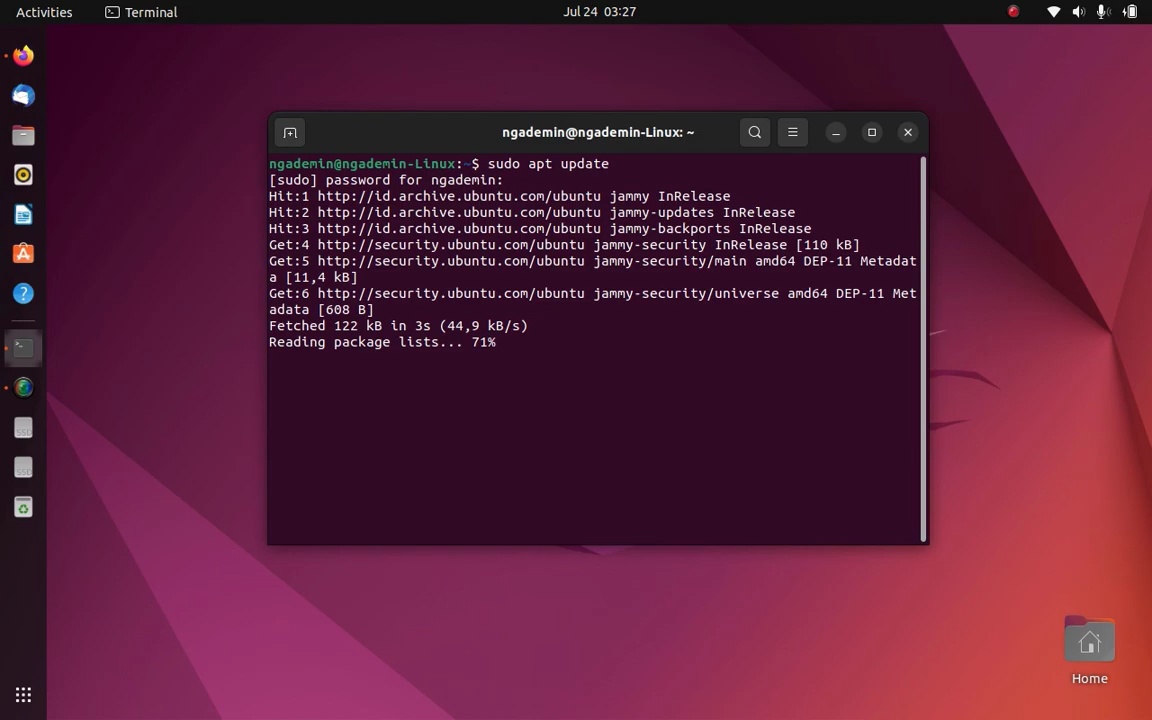 Activities
Terminal
Jul 24 03:27
ngademin@ngademin-Linux: ~
ngademin@ngademin-Linux:~$ sudo apt update
[sudo] password for ngademin:
Hit:1 http://id.archive.ubuntu.com/ubuntu jammy InRelease
Hit:2 http://id.archive.ubuntu.com/ubuntu jammy-updates InRelease
Hit:3 http://id.archive.ubuntu.com/ubuntu jammy-backports InRelease
Get:4 http://security.ubuntu.com/ubuntu jammy-security InRelease [110 kB]
Get:5 http://security.ubuntu.com/ubuntu jammy-security/main amd64 DEP-11 Metadat
a [11,4 kB]
Get:6 http://security.ubuntu.com/ubuntu jammy-security/universe amd64 DEP-11 Met
adata [608 B]
Fetched 122 kB in 3s (44,9 kB/s)
Reading package lists... 71%
SSD
SSD
Home